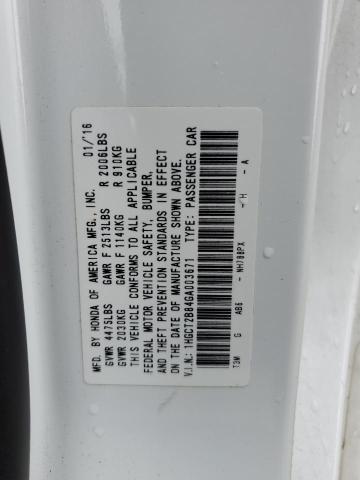 MFD. BY HONDA OF AMERICA MFG., INC. 01/'16
GVWR 4475LBS GAWR F 2513LBS R 2006LBS
GVWR 2030KG GAWR F 1140KG R 910KG
THIS VEHICLE CONFORMS TO ALL APPLICABLE
FEDERAL MOTOR VEHICLE SAFETY, BUMPER,
AND THEFT PREVENTION STANDARDS IN EFFECT
ON THE DATE OF MANUFACTURE SHOWN ABOVE.
V.I.N.: 1HGCT2B84GA003671 TYPE: PASSENGER CAR
T3M G AB6 - NH788PX - H - A